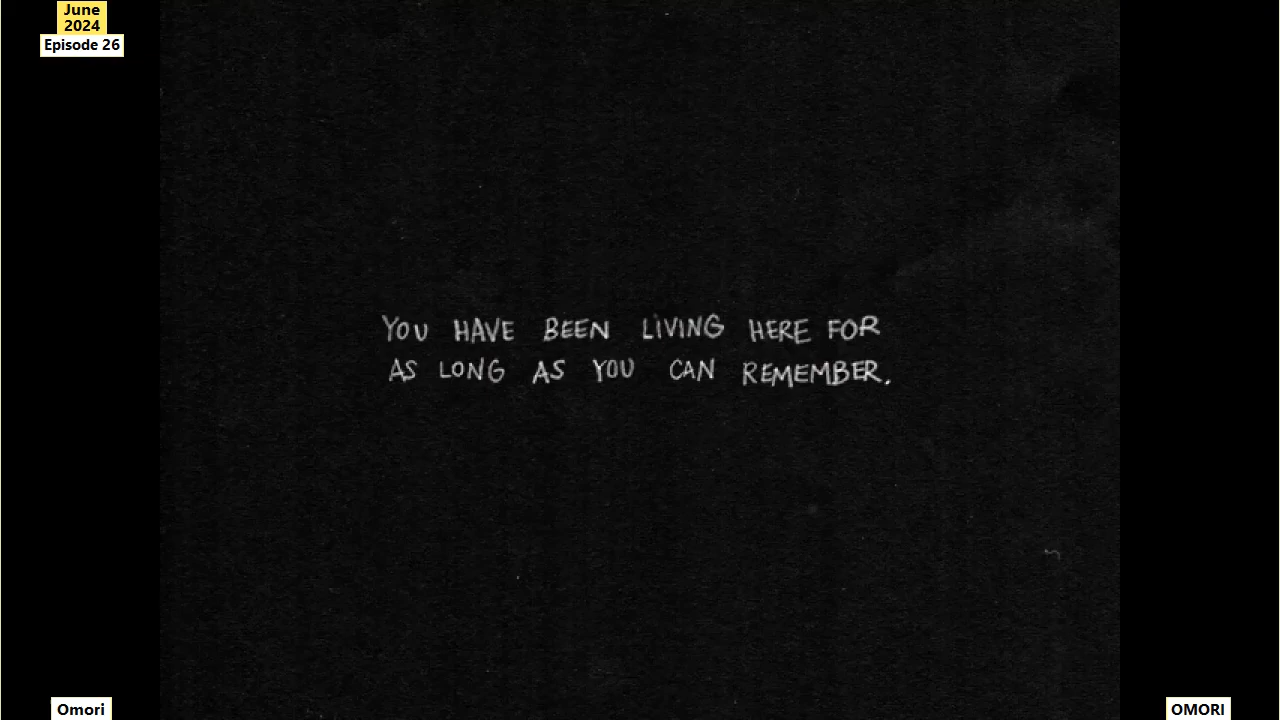 June
2024
Episode 26
YOU HAVE BEEN LIVING HERE FOR
AS LONG AS YOU CAN REMEMBER.
Omori
OMORI